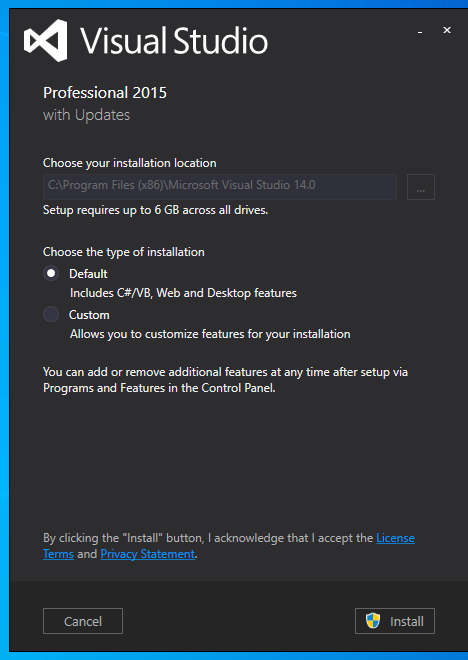 Visual Studio
Professional 2015
with Updates
Choose your installation location
C:\Program Files (x86)\Microsoft Visual Studio 14.0
...
Setup requires up to 6 GB across all drives.
Choose the type of installation
Default
Includes C#/VB, Web and Desktop features
Custom
Allows you to customize features for your installation
You can add or remove additional features at any time after setup via
Programs and Features in the Control Panel.
By clicking the "Install" button, I acknowledge that I accept the License
Terms and Privacy Statement.
Cancel
Install